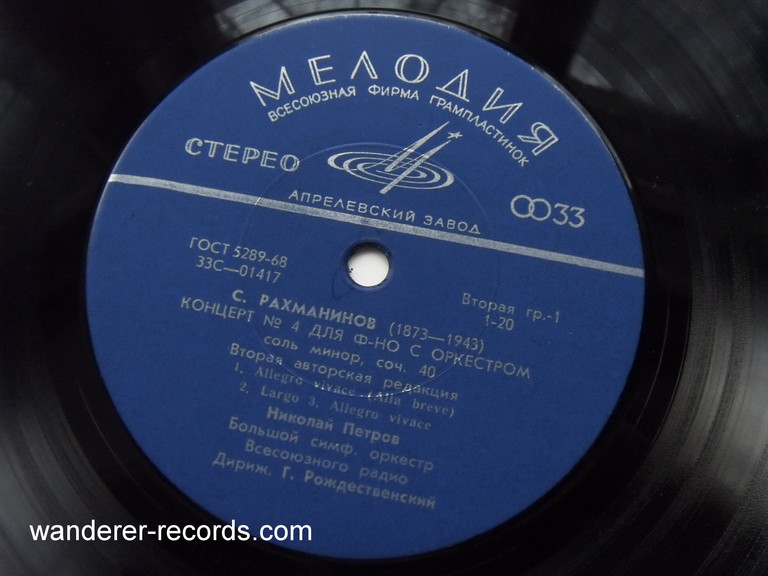 МЕЛОДИЯ
ВСЕСОЮЗНАЯ ФИРМА ГРАМПЛАСТИНОК
СТЕРЕО
АПРЕЛЕВСКИЙ ЗАВОД
33
ГОСТ 5289-68
33С—01417
Вторая гр.-1
1-20
С. РАХМАНИНОВ (1873—1943)
КОНЦЕРТ № 4 ДЛЯ Ф-НО С ОРКЕСТРОМ
соль минор, соч. 40
Вторая авторская редакция
1. Allegro vivace (Alla breve)
2. Largo 3. Allegro vivace
Николай Петров
Большой симф. оркестр
Всесоюзного радио
Дириж. Г. Рождественский
wanderer-records.com